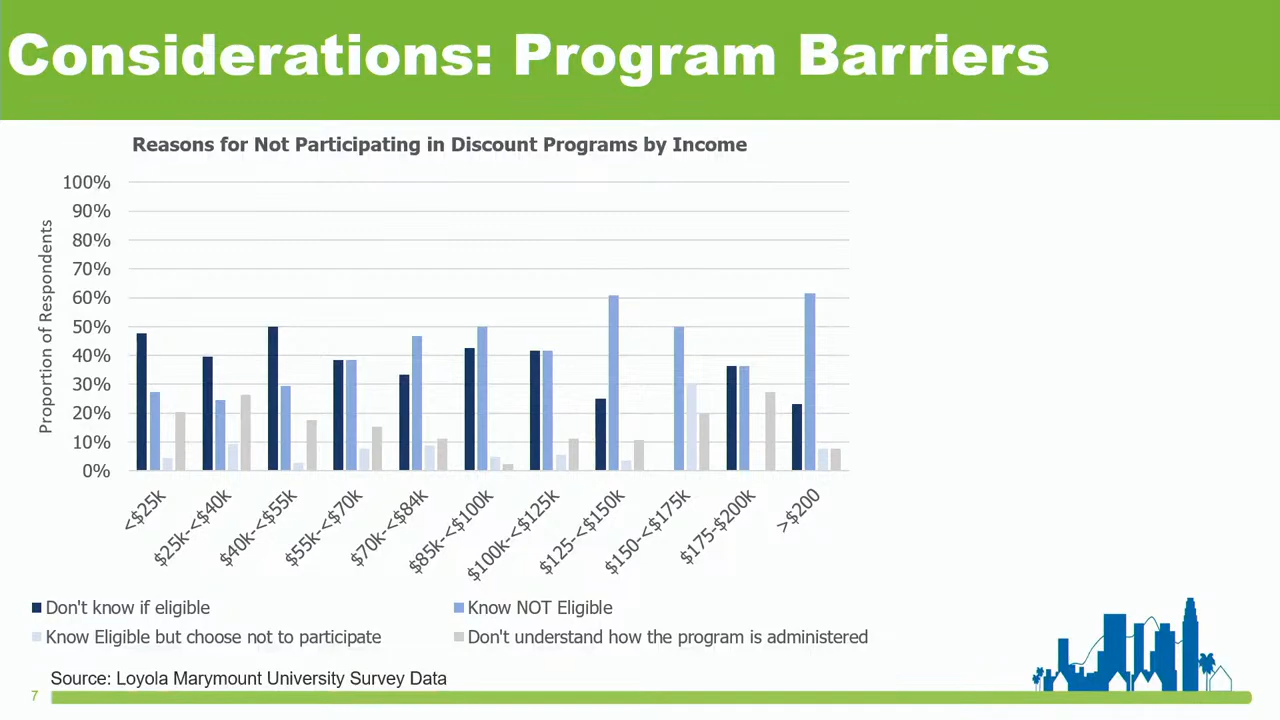 Considerations: Program Barriers
Reasons for Not Participating in Discount Programs by Income
Proportion of Respondents
100%
90%
80%
70%
60%
50%
40%
30%
20%
10%
0%
<$25k
$25k-<$40k
$40k-<$55k
$55k-<$70k
$70k-<$84k
$85k-<$100k
$100k-<$125k
$125-<$150k
$150-<$175k
$175-$200k
>$200
Don't know if eligible
Know NOT Eligible
Know Eligible but choose not to participate
Don't understand how the program is administered
Source: Loyola Marymount University Survey Data
7